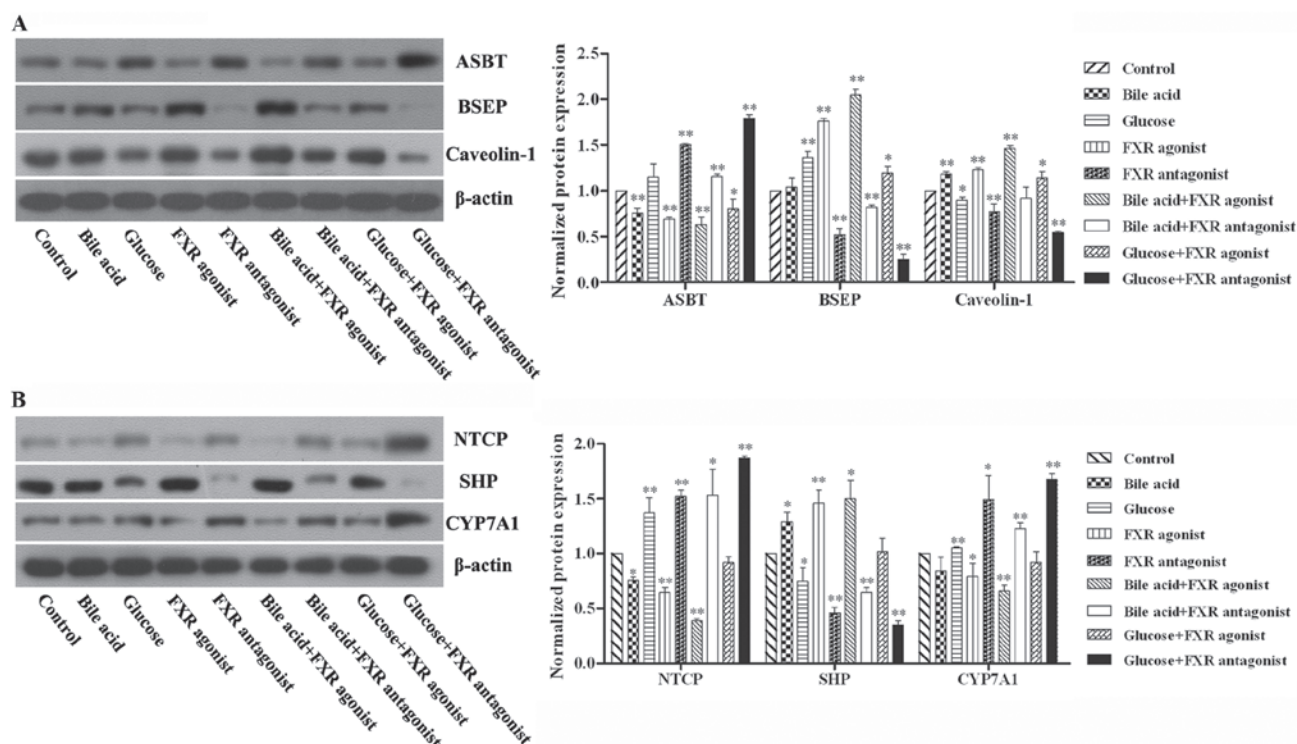 A
ASBT
BSEP
Caveolin-1
β-actin
Control
Bile acid
Glucose
FXR agonist
FXR antagonist
Bile acid+FXR agonist
Bile acid+FXR antagonist
Glucose+FXR agonist
Glucose+FXR antagonist
Normalized protein expression
2.5
2.0
1.5
1.0
0.5
0.0
** ** ** ** ** * **
** ** ** ** ** * **
** * ** ** ** * **
ASBT
BSEP
Caveolin-1
Control
Bile acid
Glucose
FXR agonist
FXR antagonist
Bile acid+FXR agonist
Bile acid+FXR antagonist
Glucose+FXR agonist
Glucose+FXR antagonist
B
NTCP
SHP
CYP7A1
β-actin
Control
Bile acid
Glucose
FXR agonist
FXR antagonist
Bile acid+FXR agonist
Bile acid+FXR antagonist
Glucose+FXR agonist
Glucose+FXR antagonist
Normalized protein expression
2.0
1.5
1.0
0.5
0.0
* ** ** ** ** * **
* * ** ** * ** **
** * * ** ** **
NTCP
SHP
CYP7A1
Control
Bile acid
Glucose
FXR agonist
FXR antagonist
Bile acid+FXR agonist
Bile acid+FXR antagonist
Glucose+FXR agonist
Glucose+FXR antagonist